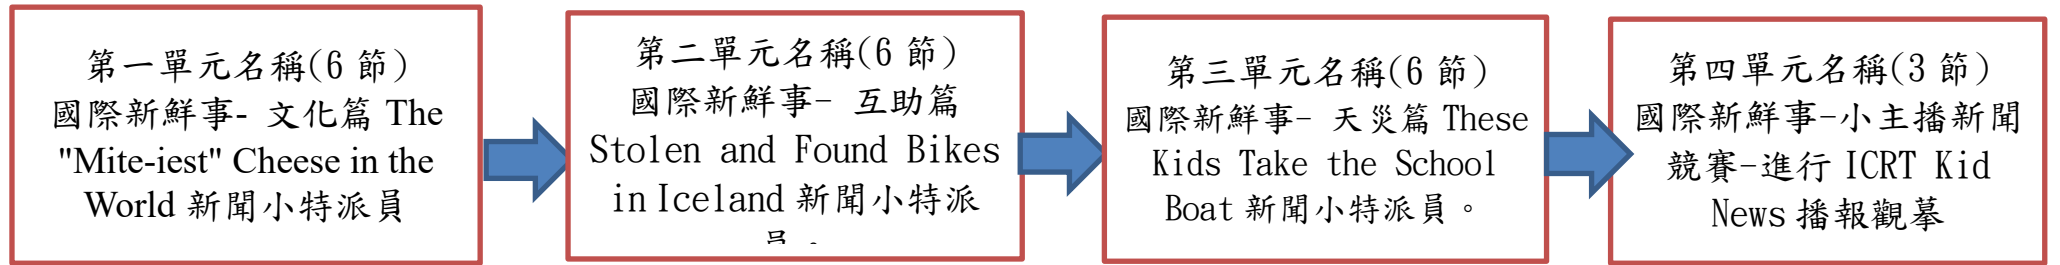 第一單元名稱(6 節)
國際新鮮事- 文化篇 The
"Mite-iest" Cheese in the
World 新聞小特派員
第二單元名稱(6 節)
國際新鮮事- 互助篇
Stolen and Found Bikes
in Iceland 新聞小特派
員。
第三單元名稱(6 節)
國際新鮮事- 天災篇 These
Kids Take the School
Boat 新聞小特派員。
第四單元名稱(3 節)
國際新鮮事-小主播新聞
競賽-進行 ICRT Kid
News 播報觀摹